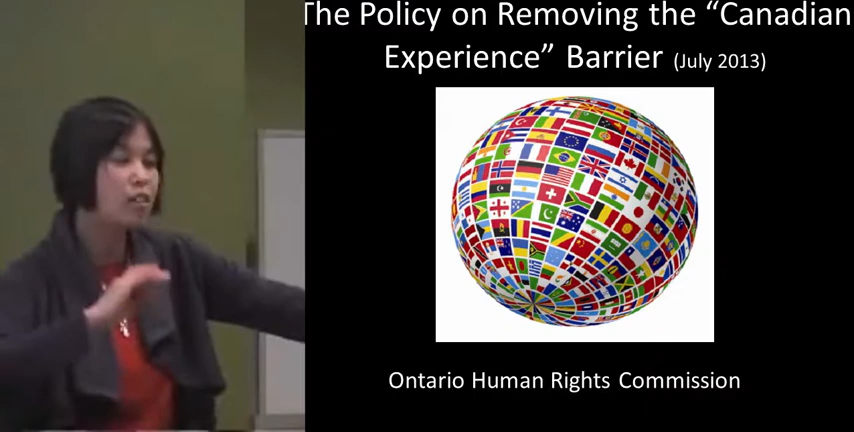 The Policy on Removing the “Canadian
Experience” Barrier (July 2013)
Ontario Human Rights Commission